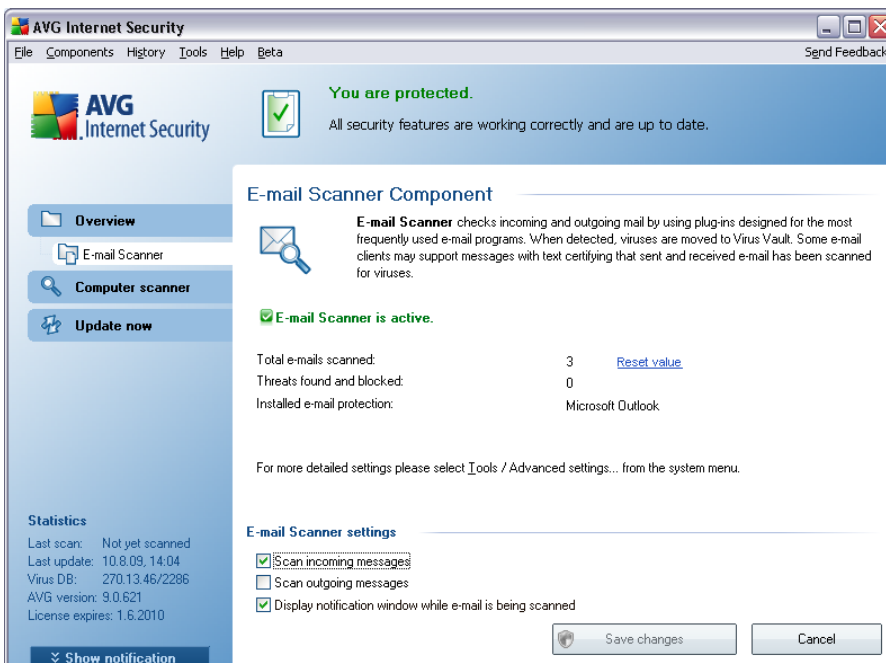 AVG Internet Security
File Components History Tools Help Beta Send Feedback
AVG
Internet Security
You are protected.
All security features are working correctly and are up to date.
Overview
E-mail Scanner
Computer scanner
Update now
E-mail Scanner Component
E-mail Scanner checks incoming and outgoing mail by using plug-ins designed for the most
frequently used e-mail programs. When detected, viruses are moved to Virus Vault. Some e-mail
clients may support messages with text certifying that sent and received e-mail has been scanned
for viruses.
E-mail Scanner is active.
Total e-mails scanned: 3 Reset value
Threats found and blocked: 0
Installed e-mail protection: Microsoft Outlook
For more detailed settings please select Tools / Advanced settings... from the system menu.
Statistics
Last scan: Not yet scanned
Last update: 10.8.09, 14:04
Virus DB: 270.13.46/2286
AVG version: 9.0.621
License expires: 1.6.2010
Show notification
E-mail Scanner settings
Scan incoming messages
Scan outgoing messages
Display notification window while e-mail is being scanned
Save changes
Cancel